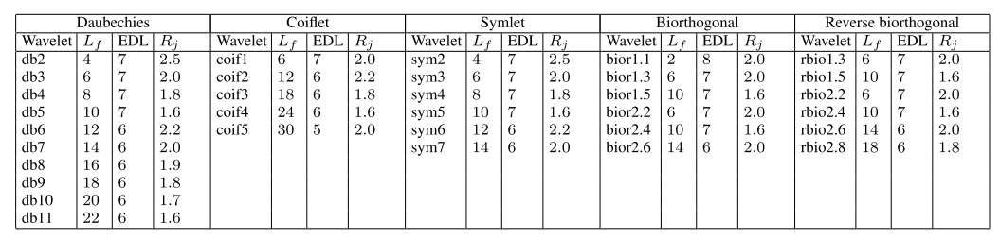 Daubechies Coiflet Symlet Biorthogonal Reverse biorthogonal
Wavelet L_f EDL R_j Wavelet L_f EDL R_j Wavelet L_f EDL R_j Wavelet L_f EDL R_j Wavelet L_f EDL R_j
db2 4 7 2.5 coif1 6 7 2.0 sym2 4 7 2.5 bior1.1 2 8 2.0 rbio1.3 6 7 2.0
db3 6 7 2.0 coif2 12 6 2.2 sym3 6 7 2.0 bior1.3 6 7 2.0 rbio1.5 10 7 1.6
db4 8 7 1.8 coif3 18 6 1.8 sym4 8 7 1.8 bior1.5 10 7 1.6 rbio2.2 6 7 2.0
db5 10 7 1.6 coif4 24 6 1.6 sym5 10 7 1.6 bior2.2 6 7 2.0 rbio2.4 10 7 1.6
db6 12 6 2.2 coif5 30 5 2.0 sym6 12 6 2.2 bior2.4 10 7 1.6 rbio2.6 14 6 2.0
db7 14 6 2.0 sym7 14 6 2.0 bior2.6 14 6 2.0 rbio2.8 18 6 1.8
db8 16 6 1.9
db9 18 6 1.8
db10 20 6 1.7
db11 22 6 1.6